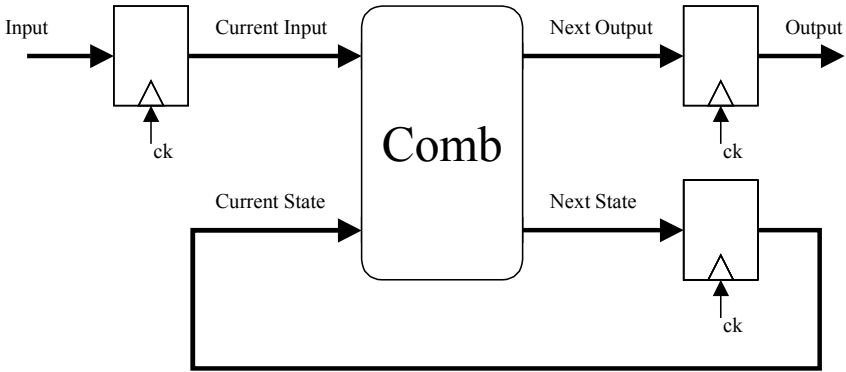 Input
Current Input
Next Output
Output
ck
Comb
ck
Current State
Next State
ck